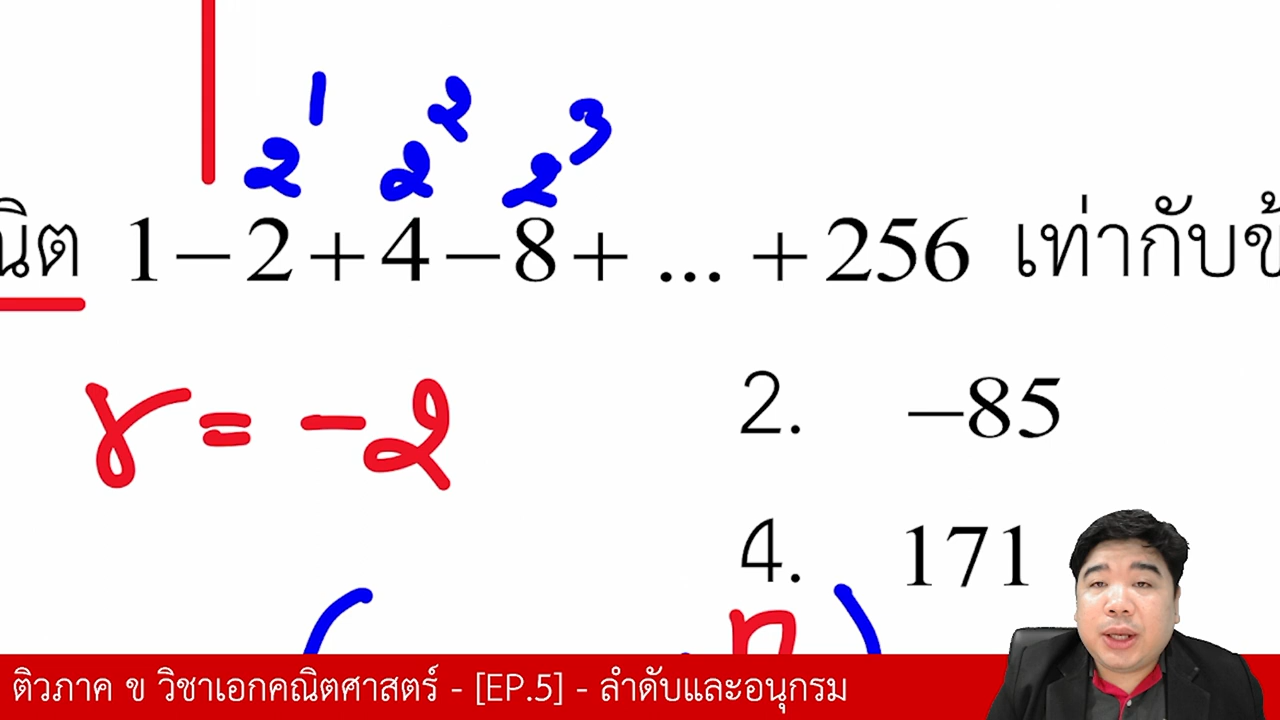 2¹ 2² 2³
ณิต 1−2+4−8+ ... +256 เท่ากับข้
r = -2
2. −85
4. 171
( n )
ติวภาค ข วิชาเอกคณิตศาสตร์ - [EP.5] - ลำดับและอนุกรม